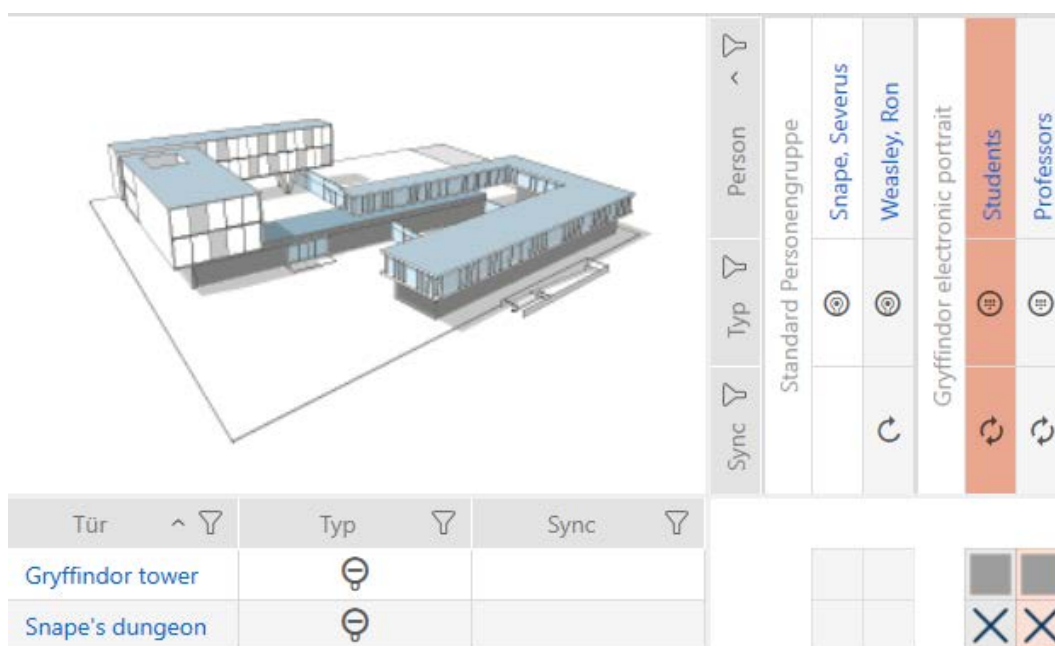 Person
Typ
Sync
Standard Personengruppe
Snape, Severus
Weasley, Ron
Gryffindor electronic portrait
Students
Professors
Tür
Typ
Sync
Gryffindor tower
Snape's dungeon